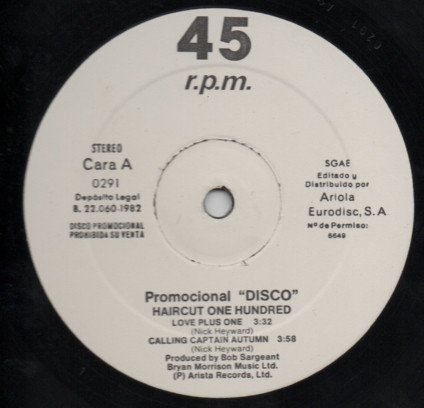 45
r.p.m.
STEREO
Cara A
0291
Depósito Legal
B. 22.060-1982
DISCO PROMOCIONAL
PROHIBIDA SU VENTA
SGAE
Editado y
Distribuido por
Ariola
Eurodisc, S.A
Nº de Permiso:
6649
Promocional "DISCO"
HAIRCUT ONE HUNDRED
LOVE PLUS ONE 3:32
(Nick Heyward)
CALLING CAPTAIN AUTUMN 3:58
(Nick Heyward)
Produced by Bob Sargeant
Bryan Morrison Music Ltd.
(P) Arista Records, Ltd.